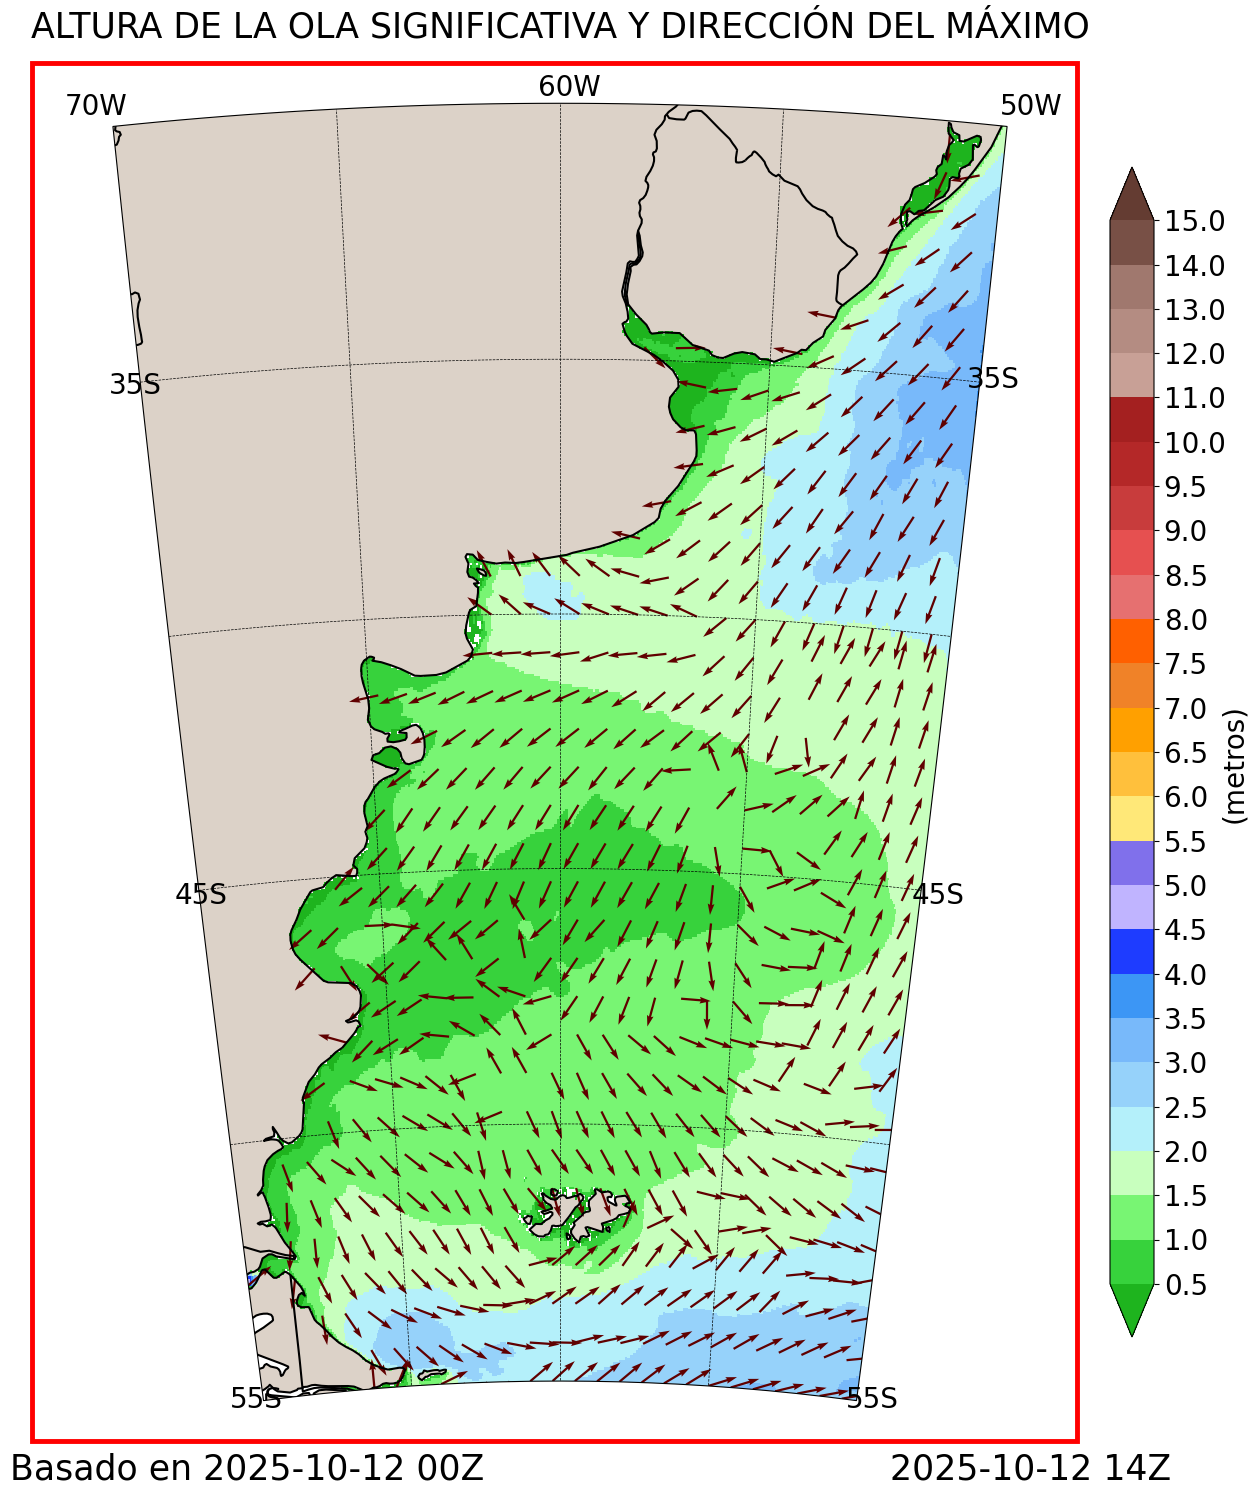 ALTURA DE LA OLA SIGNIFICATIVA Y DIRECCIÓN DEL MÁXIMO
70W
60W
50W
35S
35S
45S
45S
55S
55S
15.0
14.0
13.0
12.0
11.0
10.0
9.5
9.0
8.5
8.0
7.5
7.0
6.5
6.0
5.5
5.0
4.5
4.0
3.5
3.0
2.5
2.0
1.5
1.0
0.5
(metros)
Basado en 2025-10-12 00Z
2025-10-12 14Z